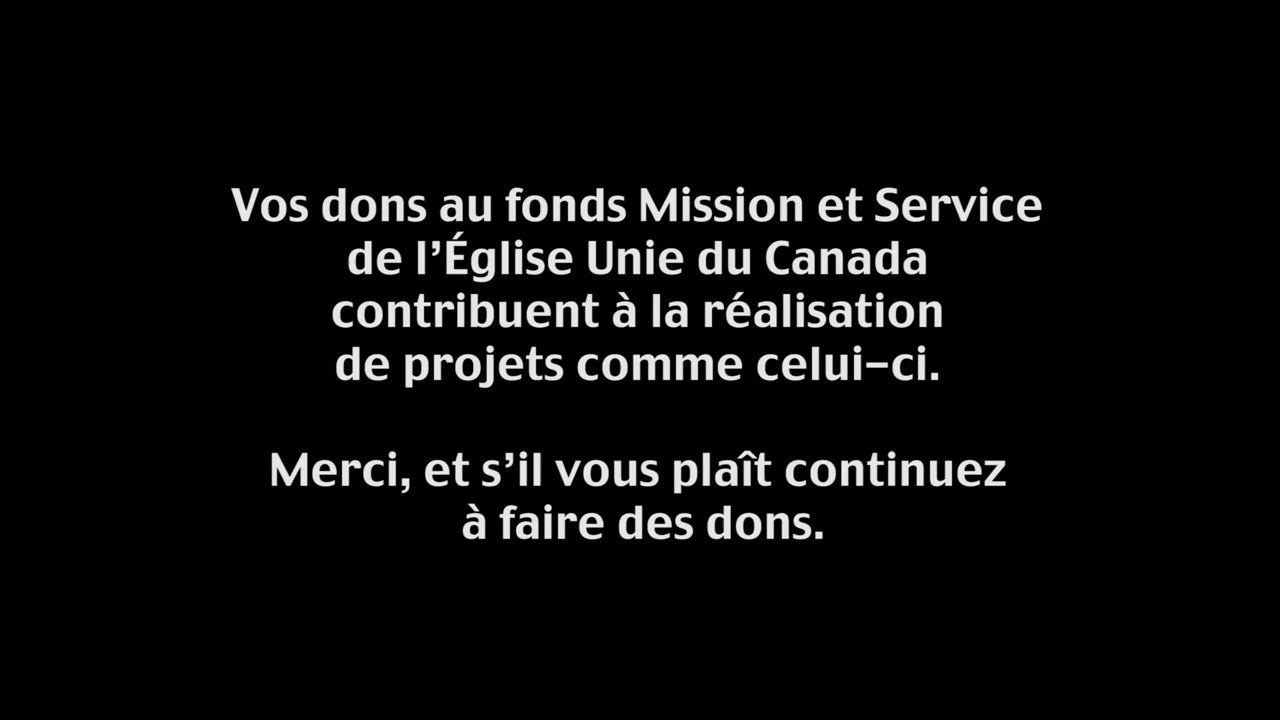 Vos dons au fonds Mission et Service
de l’Église Unie du Canada
contribuent à la réalisation
de projets comme celui-ci.
Merci, et s’il vous plaît continuez
à faire des dons.